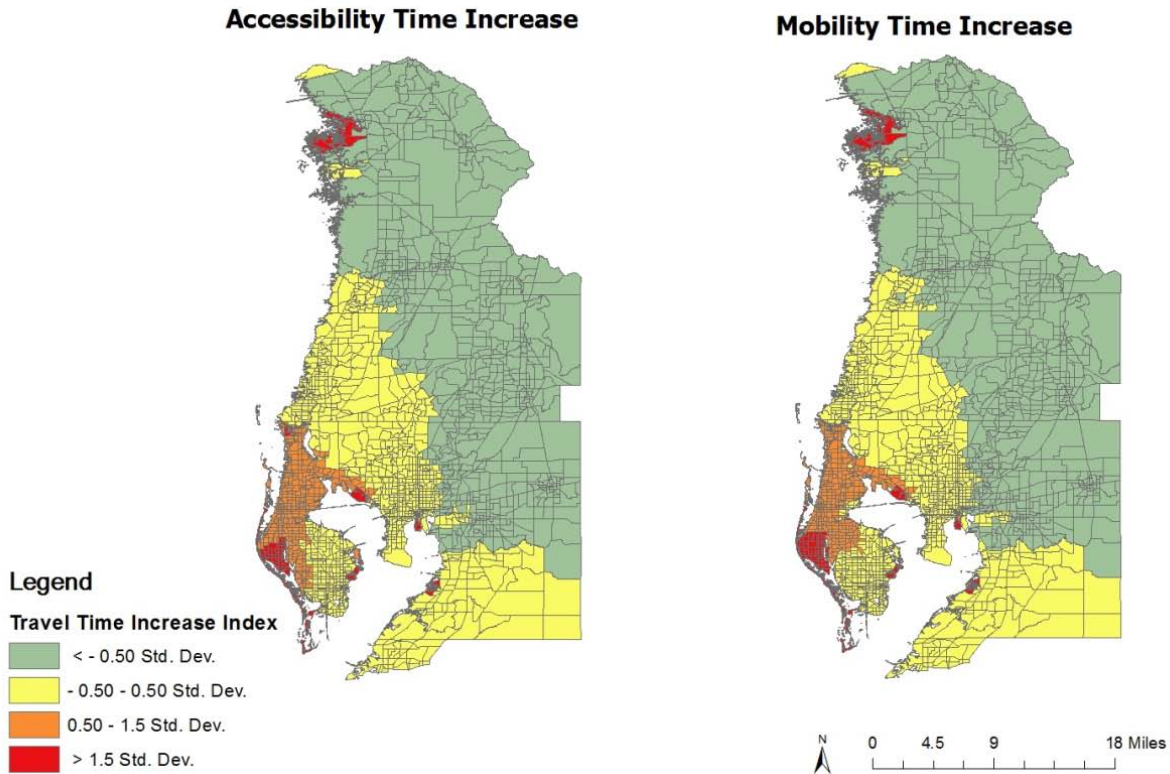 Accessibility Time Increase
Mobility Time Increase
Legend
Travel Time Increase Index
< - 0.50 Std. Dev.
- 0.50 - 0.50 Std. Dev.
0.50 - 1.5 Std. Dev.
> 1.5 Std. Dev.
N
0 4.5 9 18 Miles